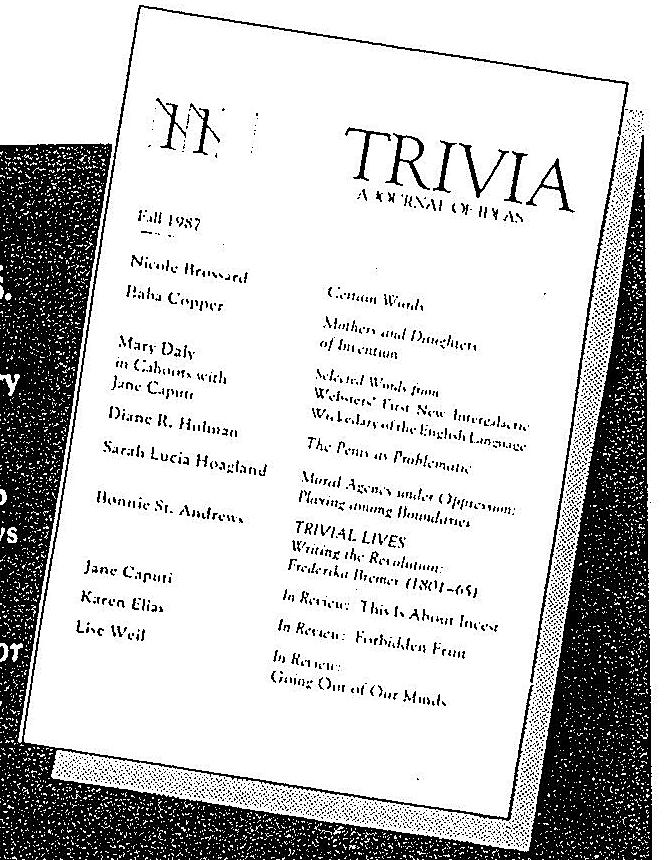 11
TRIVIA
A JOURNAL OF IDEAS
Fall 1987
Nicole Brossard
Certain Words
Baba Copper
Mothers and Daughters
of Invention
Mary Daly
in Cahoots with
Jane Caputi
Selected Words from
Websters' First New Intergalactic
Wickedary of the English Language
Diane R. Hulman
The Penis as Problematic
Sarah Lucia Hoagland
Moral Agency under Oppression:
Playing among Boundaries
Bonnie St. Andrews
TRIVIAL LIVES
Writing the Revolution:
Frederika Bremer (1801-65)
Jane Caputi
In Review: This Is About Incest
Karen Elias
In Review: Forbidden Fruit
Lise Weil
In Review:
Going Out of Our Minds